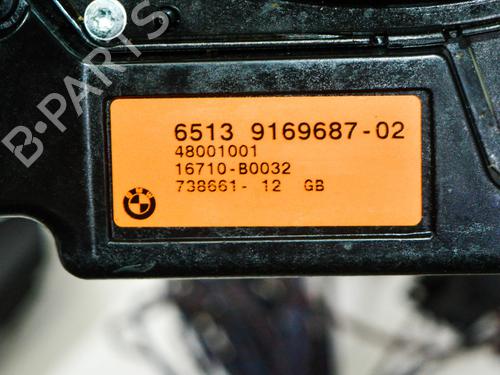 B-PARTS
6513 9169687-02
48001001
16710-B0032
738661- 12 GB